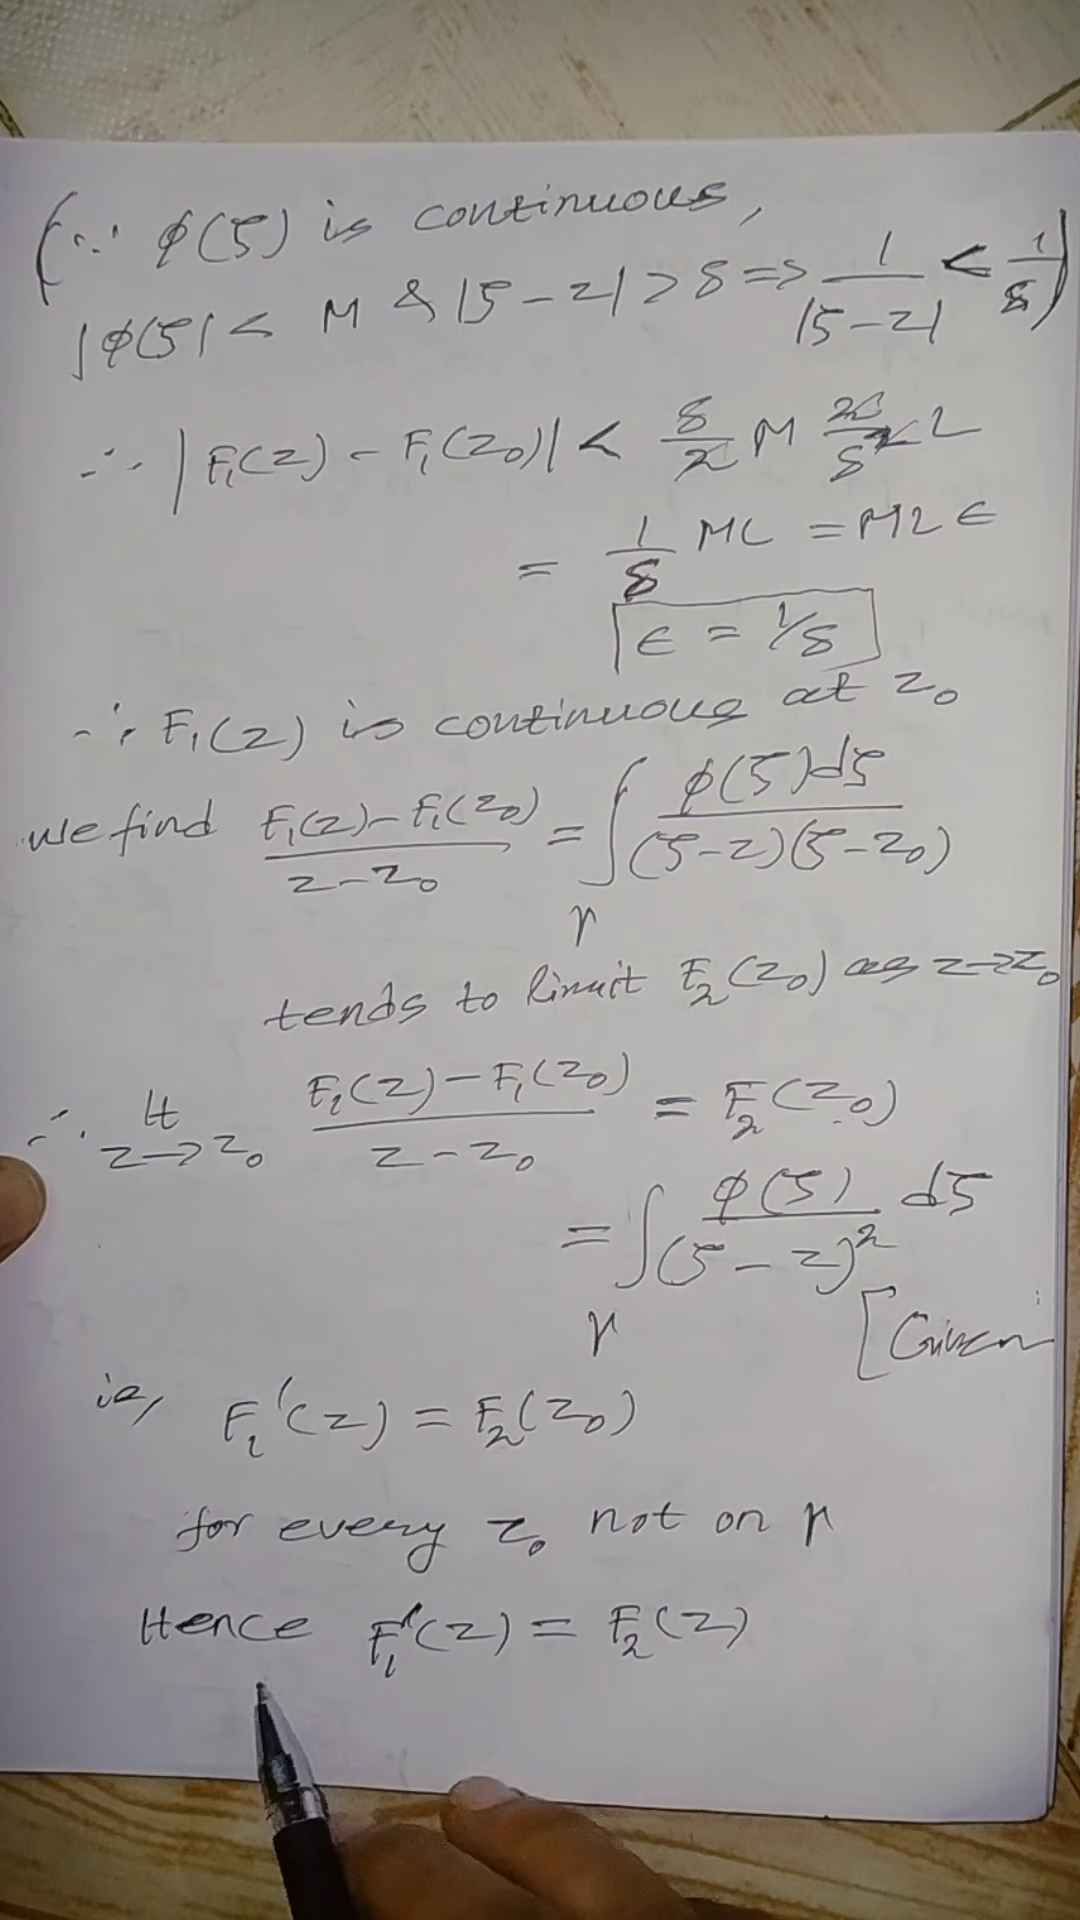 (∵ ϕ(ζ) is continuous,
|ϕ(ζ| < M & |ζ-z| > δ => 1/|ζ-z| < 1/δ)
∴ |F₁(z) - F₁(z₀)| < δ/2 M 2/δ² L
= 1/δ ML = ML ϵ
ϵ = 1/δ
∴ F₁(z) is continuous at z₀
we find (F₁(z) - F₁(z₀))/(z-z₀) = ∫γ ϕ(ζ)dζ/((ζ-z)(ζ-z₀))
tends to limit F₂(z₀) as z→z₀
∴ lt z→z₀ (F₁(z) - F₁(z₀))/(z-z₀) = F₂(z₀)
= ∫γ ϕ(ζ)/(ζ-z)² dζ
[Given
ie, F₁'(z) = F₂(z₀)
for every z₀ not on γ
Hence F₁'(z) = F₂(z)